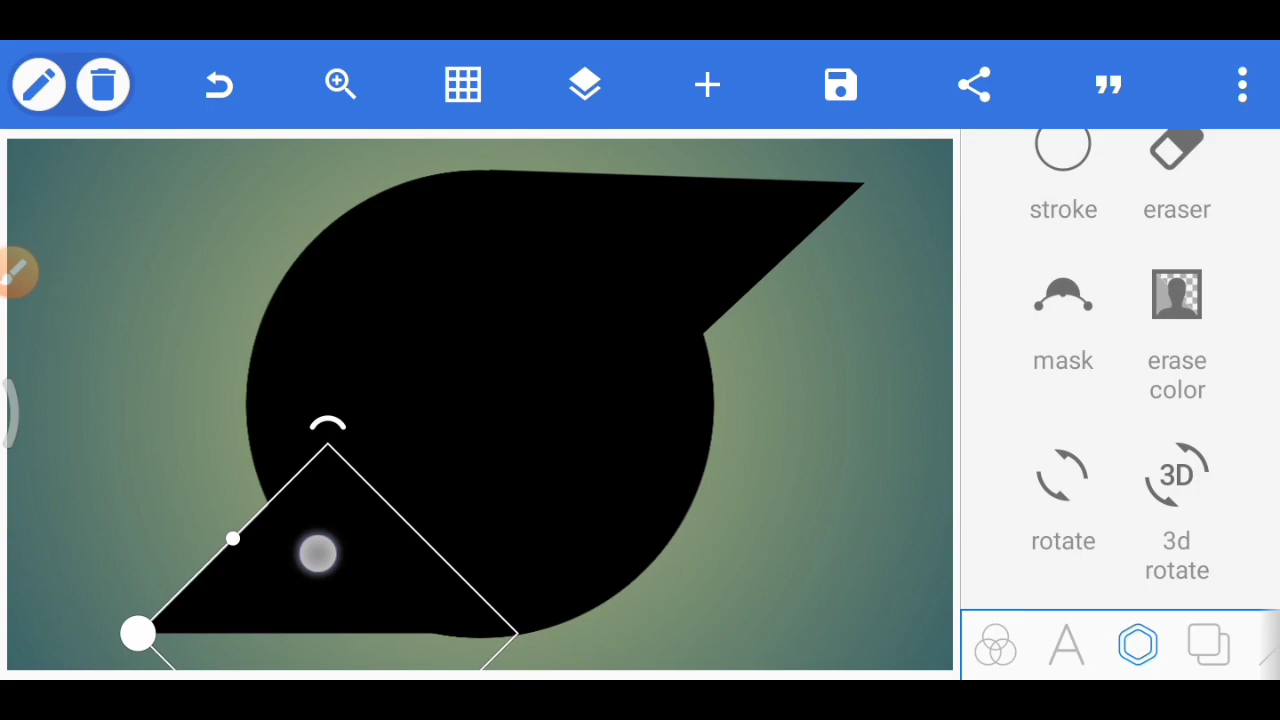 stroke
eraser
mask
erase
color
3D
rotate
3d
rotate